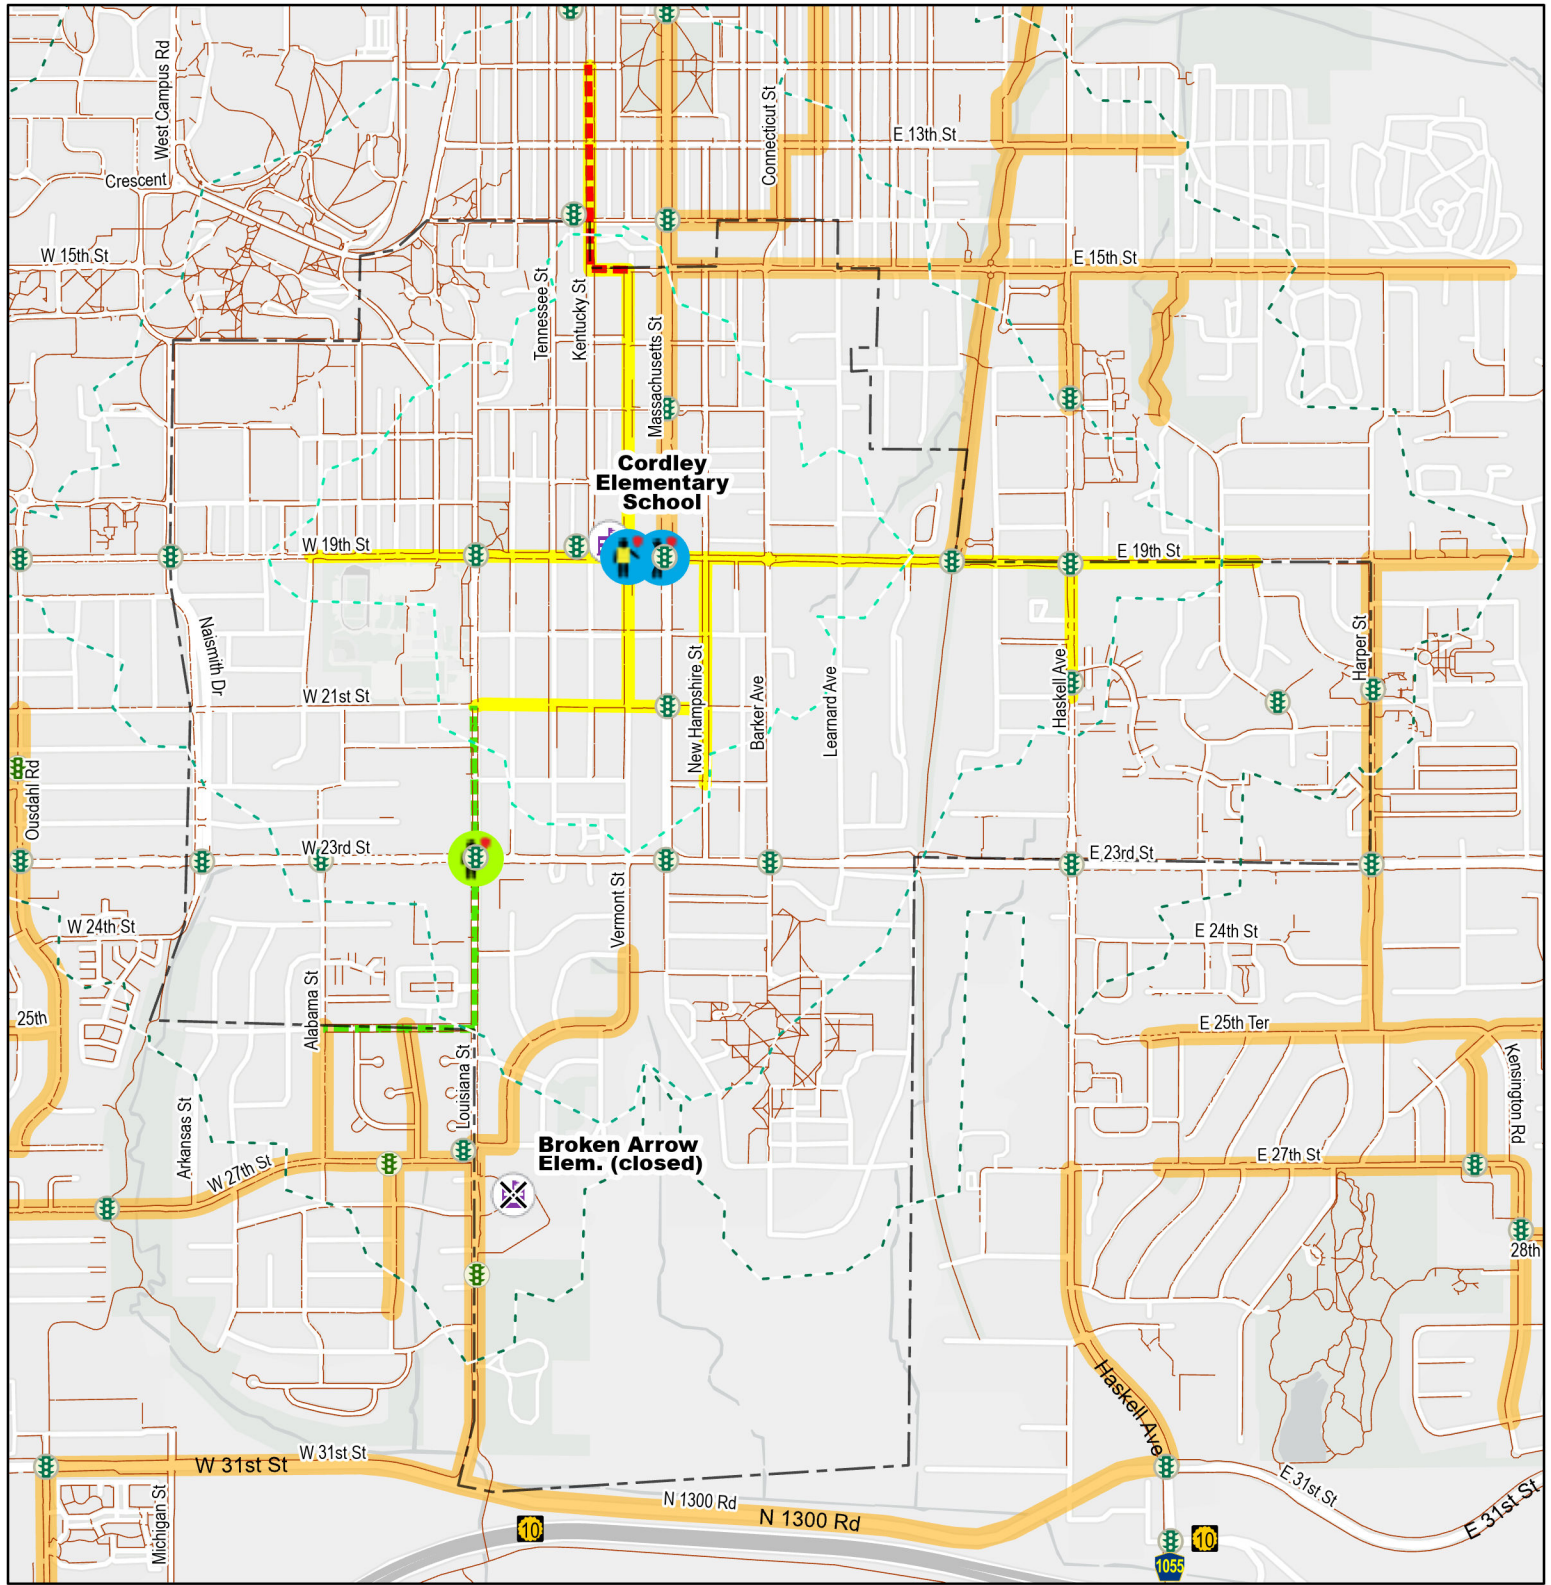 West Campus Rd
Connecticut St
E 13th St
Crescent
W 15th St
E 15th St
Tennessee St
Kentucky St
Massachusetts St
Cordley
Elementary
School
W 19th St
E 19th St
Naismith Dr
New Hampshire St
Barker Ave
Learnard Ave
Haskell Ave
Harper St
W 21st St
Ousdahl Rd
W 23rd St
E 23rd St
Vermont St
W 24th St
E 24th St
Alabama St
25th
E 25th Ter
Louisiana St
Kensington Rd
Arkansas St
Broken Arrow
Elem. (closed)
W 27th St
E 27th St
28th
Haskell Ave
W 31st St
W 31st St
E 31st St
E 31st St
Michigan St
N 1300 Rd
N 1300 Rd
10
10
1055